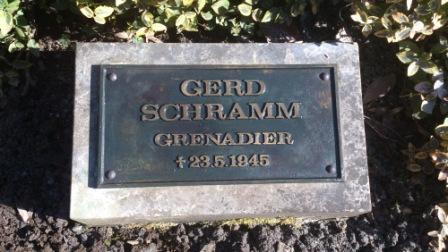 GERD
SCHRAMM
GRENADIER
✝ 23.5.1945